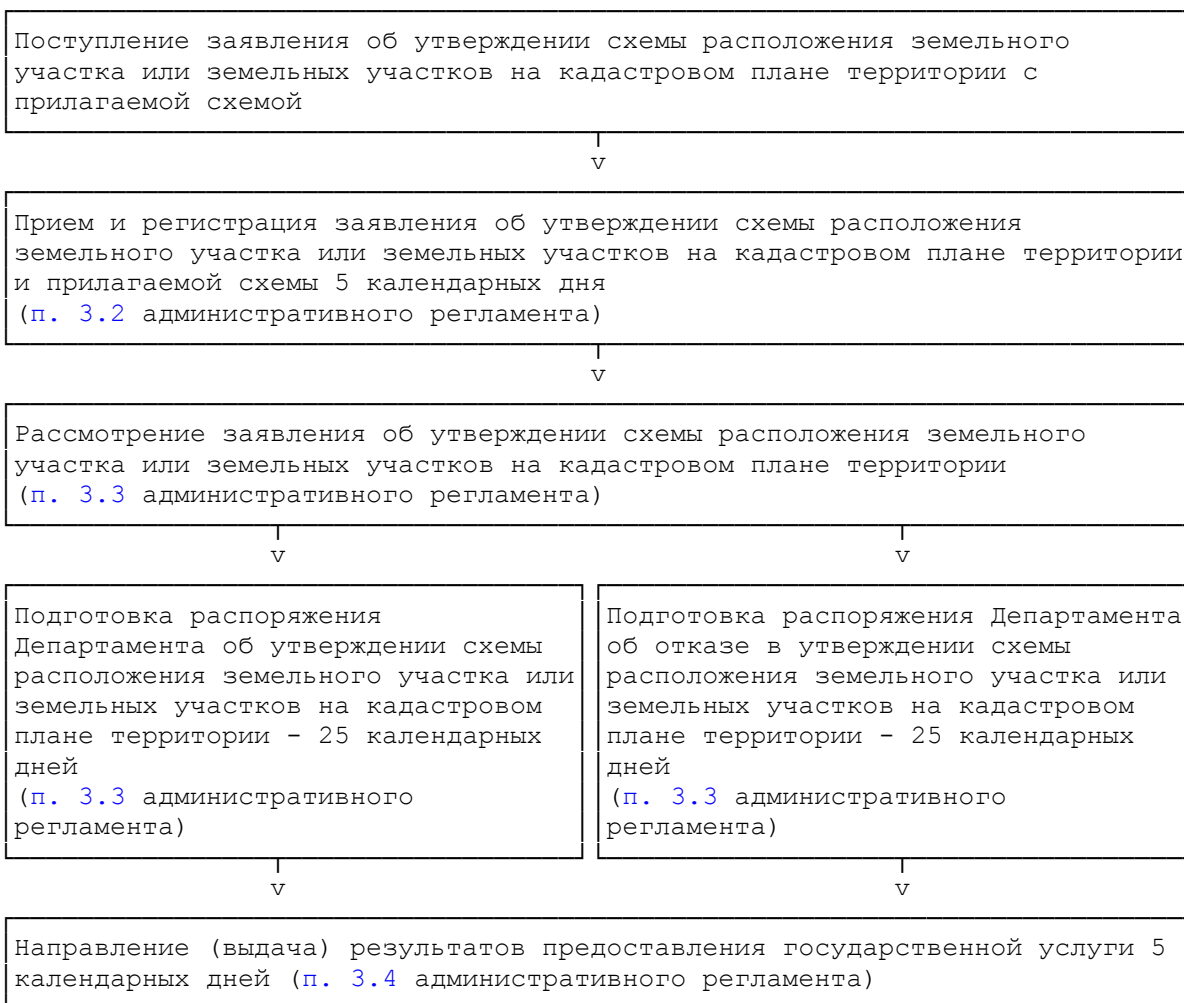 Поступление заявления об утверждении схемы расположения земельного
участка или земельных участков на кадастровом плане территории с
прилагаемой схемой
v
Прием и регистрация заявления об утверждении схемы расположения
земельного участка или земельных участков на кадастровом плане территории
и прилагаемой схемы 5 календарных дня
(п. 3.2 административного регламента)
v
Рассмотрение заявления об утверждении схемы расположения земельного
участка или земельных участков на кадастровом плане территории
(п. 3.3 административного регламента)
v
v
Подготовка распоряжения
Департамента об утверждении схемы
расположения земельного участка или
земельных участков на кадастровом
плане территории - 25 календарных
дней
(п. 3.3 административного
регламента)
Подготовка распоряжения Департамента
об отказе в утверждении схемы
расположения земельного участка или
земельных участков на кадастровом
плане территории - 25 календарных
дней
(п. 3.3 административного
регламента)
v
v
Направление (выдача) результатов предоставления государственной услуги 5
календарных дней (п. 3.4 административного регламента)